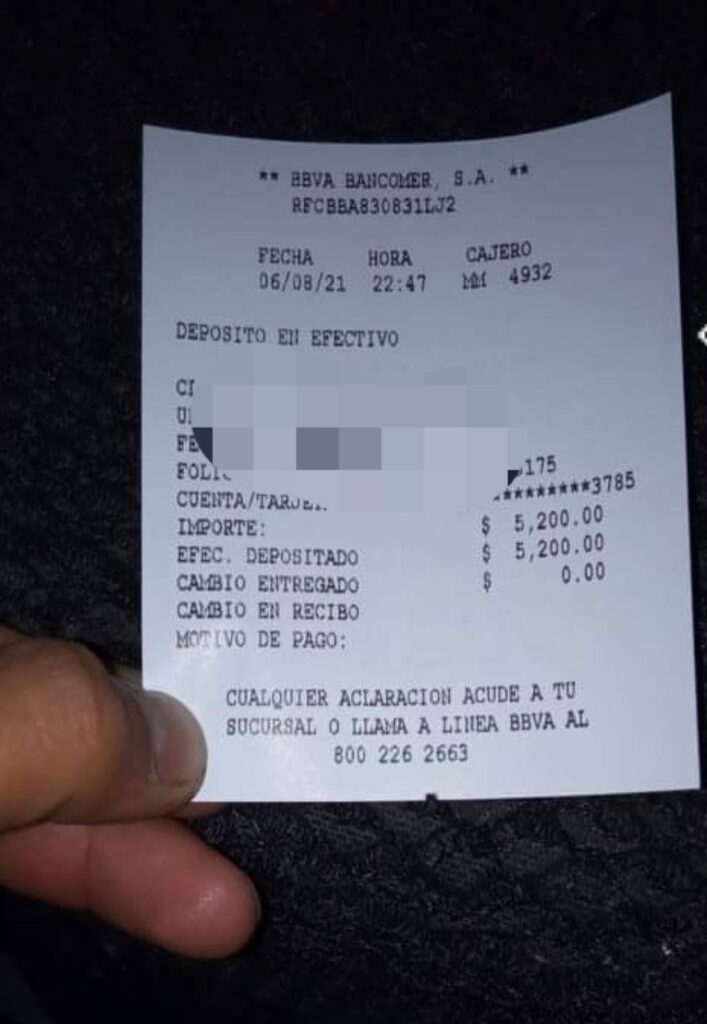 ** BBVA BANCOMER, S.A. **
RFCBBA830831LJ2
FECHA HORA CAJERO
06/08/21 22:47 MM 4932
DEPOSITO EN EFECTIVO
175
CUENTA/ *********3785
IMPORTE: $ 5,200.00
EFEC. DEPOSITADO $ 5,200.00
CAMBIO ENTREGADO $ 0.00
CAMBIO EN RECIBO
MOTIVO DE PAGO:
CUALQUIER ACLARACION ACUDE A TU
SUCURSAL O LLAMA A LINEA BBVA AL
800 226 2663